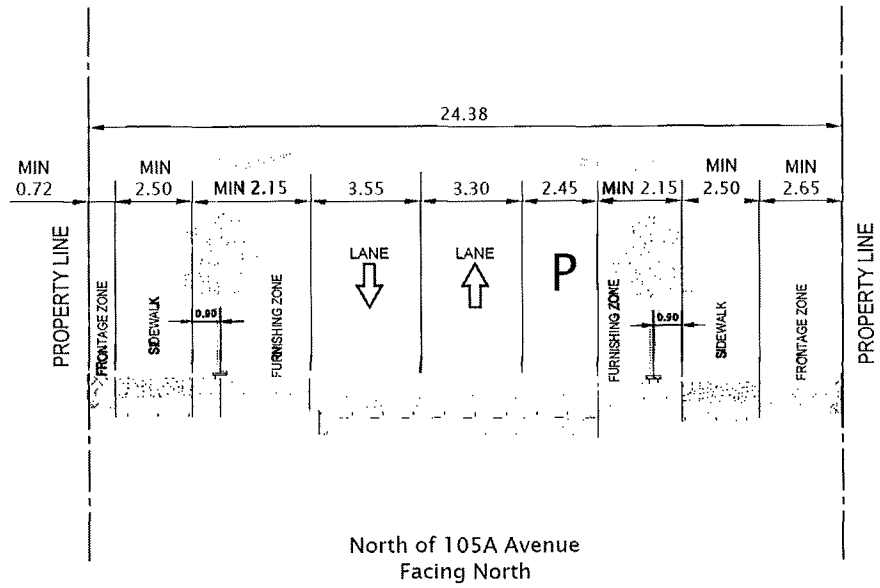 24.38
MIN
0.72
MIN
2.50
MIN 2.15
3.55
3.30
2.45
MIN 2.15
MIN
2.50
MIN
2.65
PROPERTY LINE
FRONTAGE ZONE
SIDEWALK
0.90
FURNISHING ZONE
LANE
LANE
P
FURNISHING ZONE
0.90
SIDEWALK
FRONTAGE ZONE
PROPERTY LINE
North of 105A Avenue
Facing North